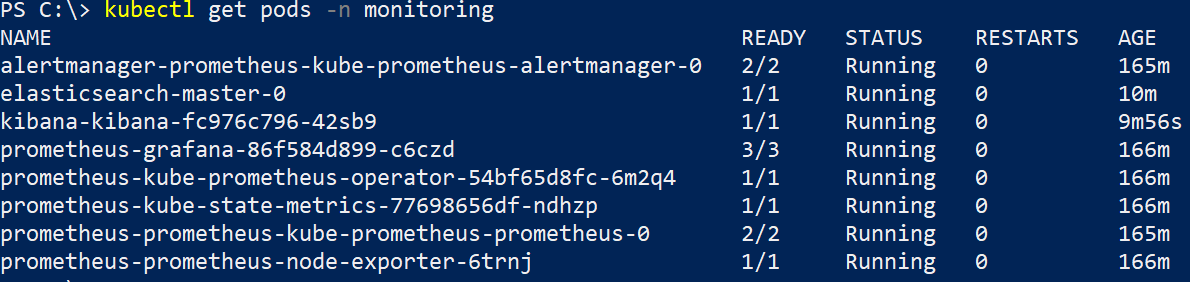 PS C:\> kubectl get pods -n monitoring
NAME READY STATUS RESTARTS AGE
alertmanager-prometheus-kube-prometheus-alertmanager-0 2/2 Running 0 165m
elasticsearch-master-0 1/1 Running 0 10m
kibana-kibana-fc976c796-42sb9 1/1 Running 0 9m56s
prometheus-grafana-86f584d899-c6czd 3/3 Running 0 166m
prometheus-kube-prometheus-operator-54bf65d8fc-6m2q4 1/1 Running 0 166m
prometheus-kube-state-metrics-77698656df-ndhzp 1/1 Running 0 166m
prometheus-prometheus-kube-prometheus-prometheus-0 2/2 Running 0 165m
prometheus-prometheus-node-exporter-6trnj 1/1 Running 0 166m